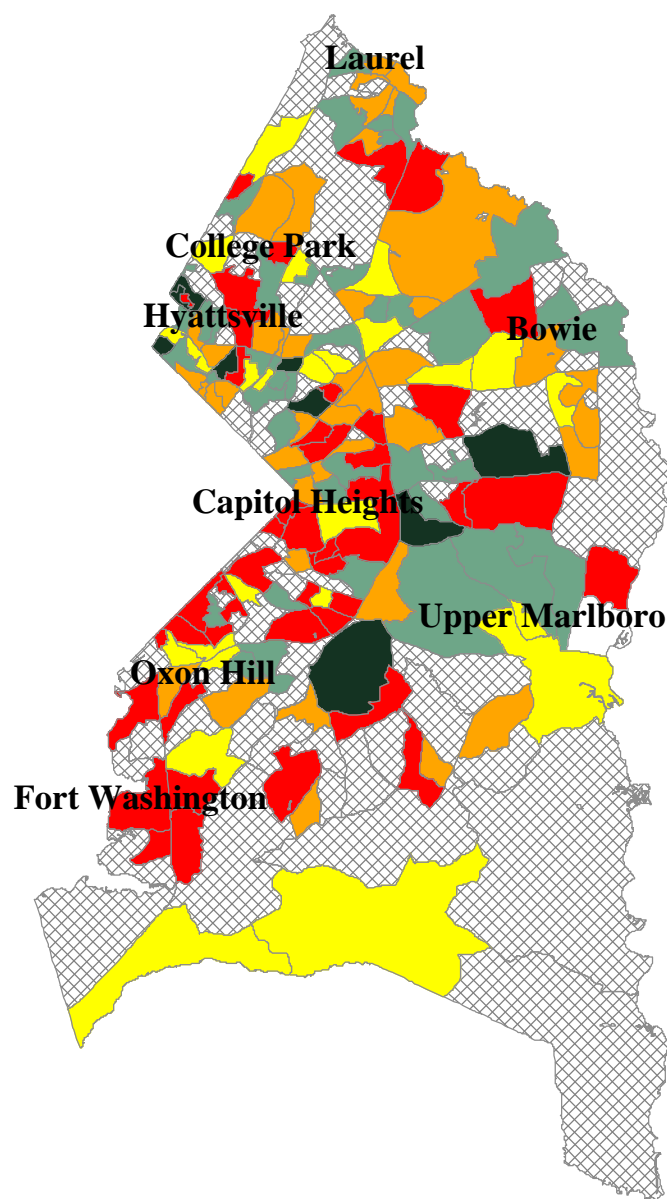 Laurel
College Park
Hyattsville
Bowie
Capitol Heights
Upper Marlboro
Oxon Hill
Fort Washington